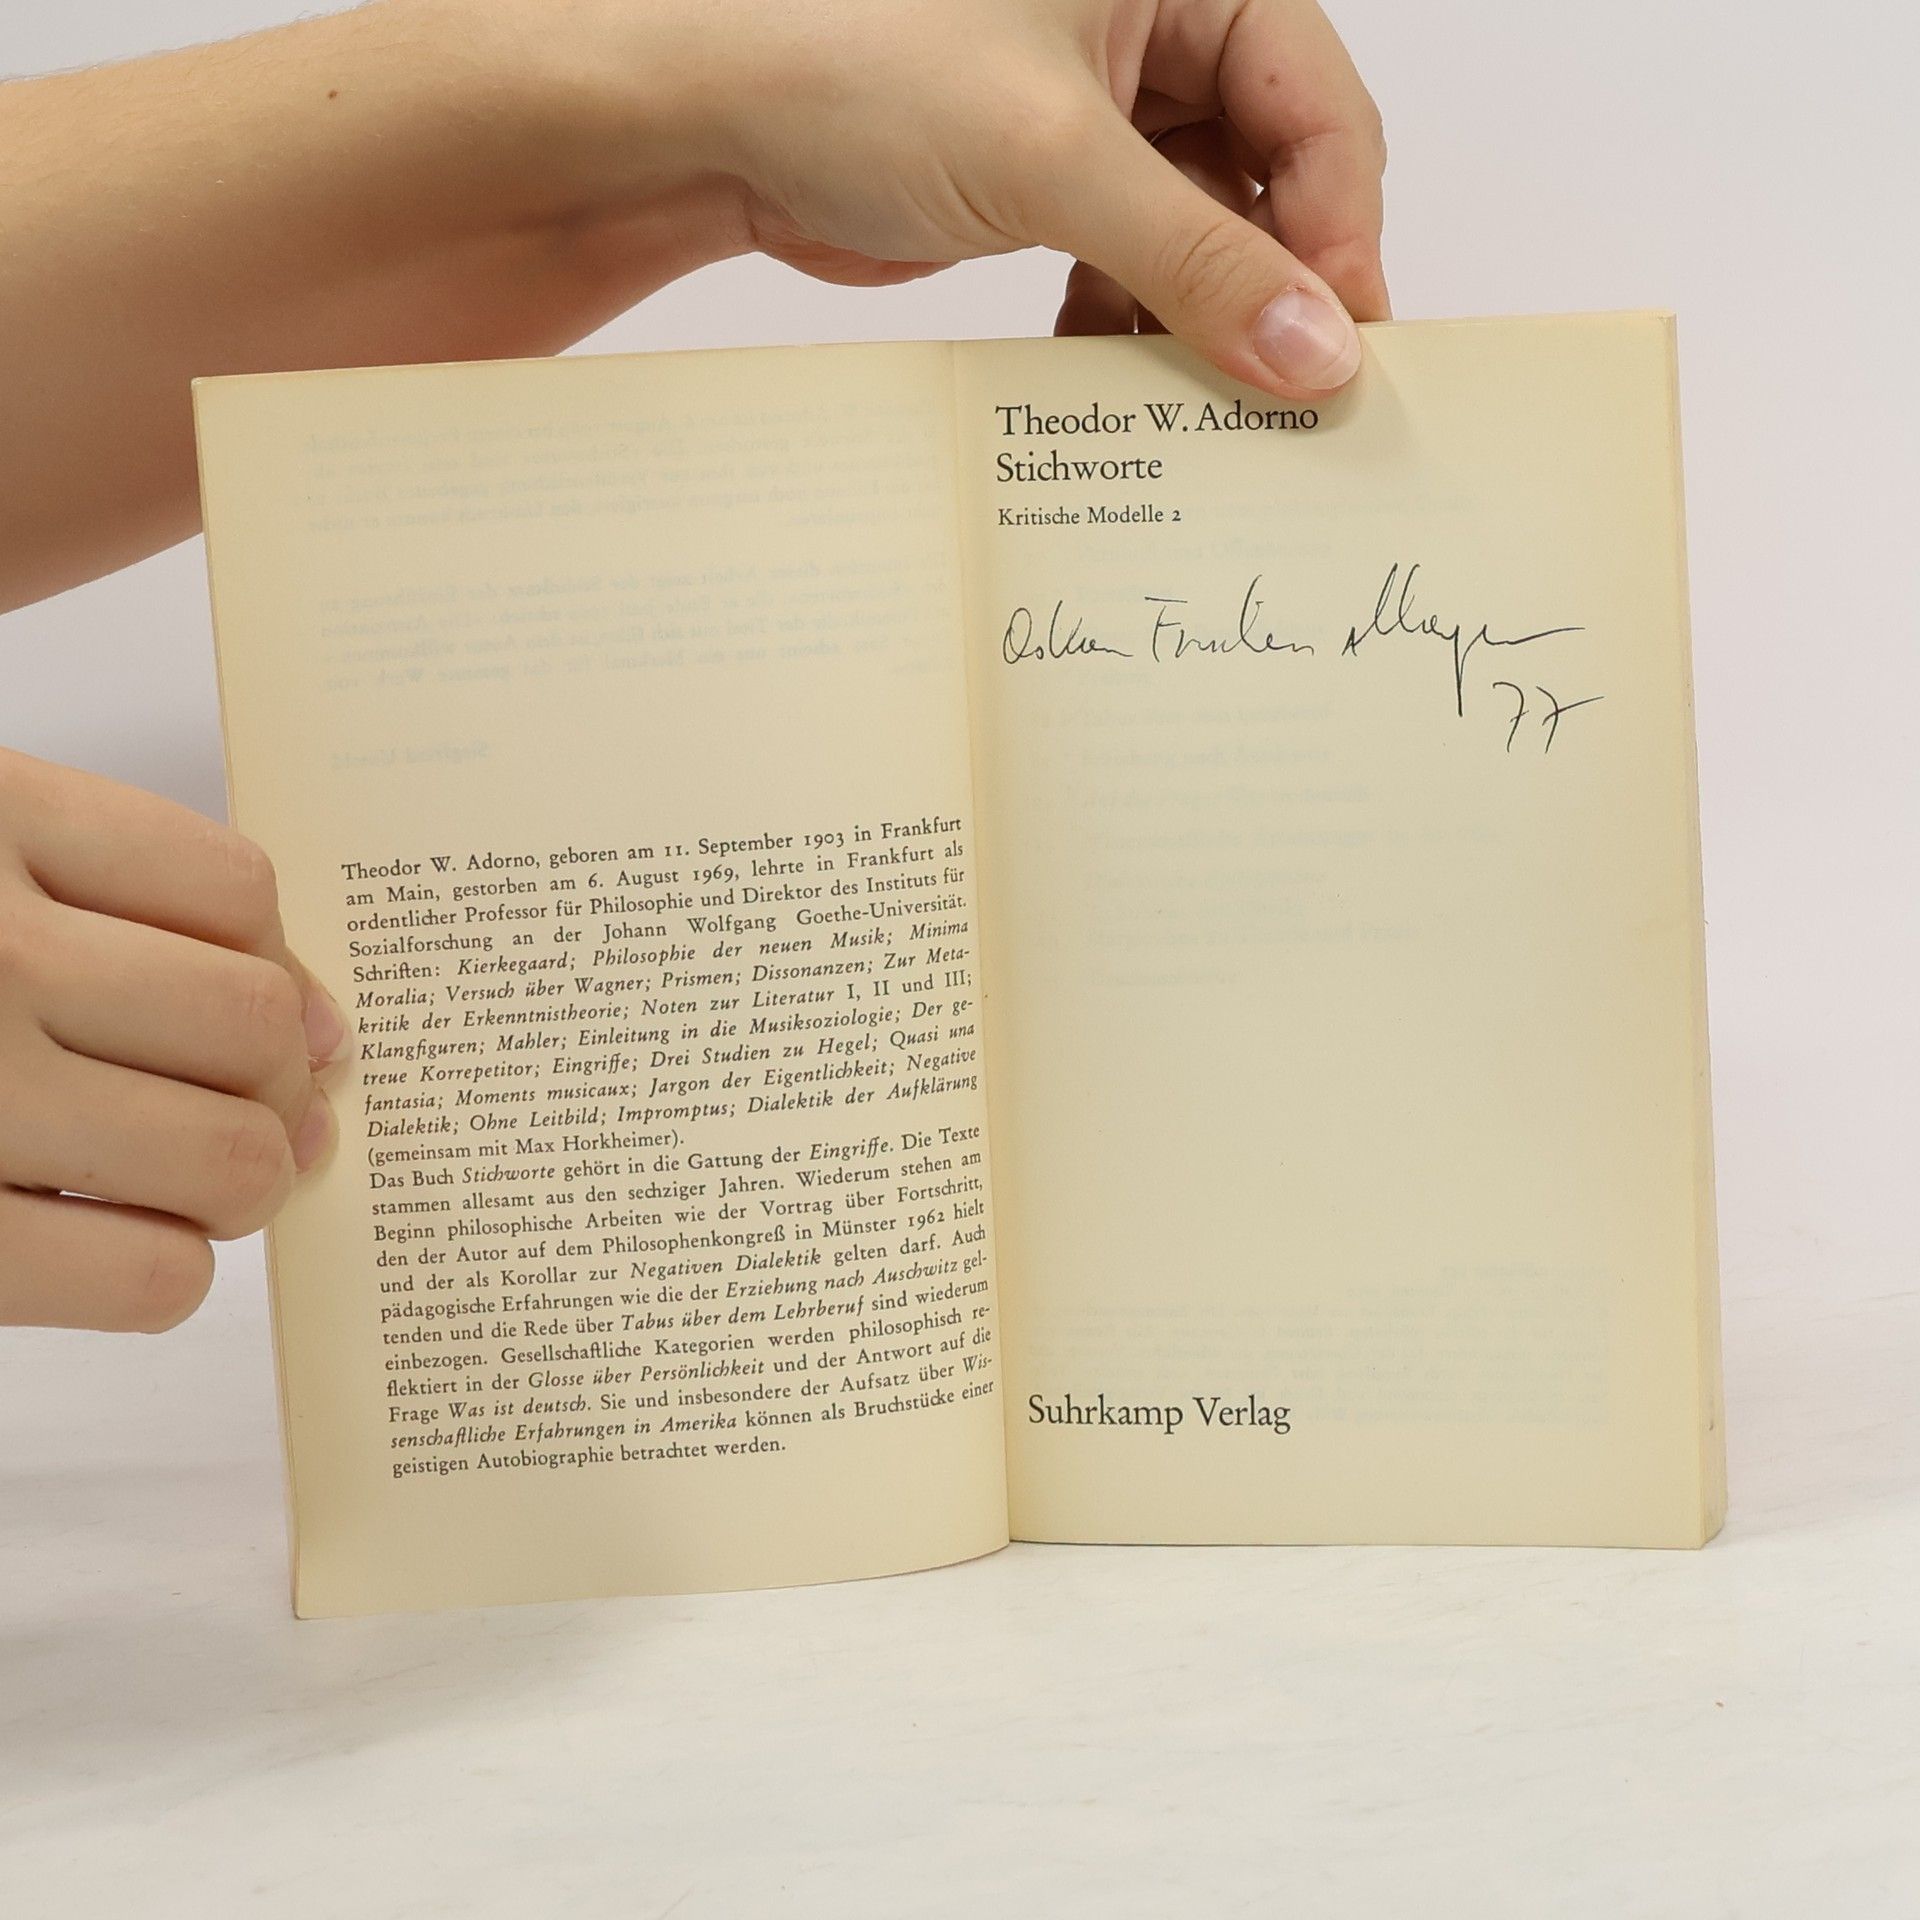 Theodor W. Adorno, geboren am 11. September 1903 in Frankfurt
am Main, gestorben am 6. August 1969, lehrte in Frankfurt als
ordentlicher Professor für Philosophie und Direktor des Instituts für
Sozialforschung an der Johann Wolfgang Goethe-Universität.
Schriften: Kierkegaard; Philosophie der neuen Musik; Minima
Moralia; Versuch über Wagner; Prismen; Dissonanzen; Zur Meta-
kritik der Erkenntnistheorie; Noten zur Literatur I, II und III;
Klangfiguren; Mahler; Einleitung in die Musiksoziologie; Der ge-
treue Korrepetitor; Eingriffe; Drei Studien zu Hegel; Quasi una
fantasia; Moments musicaux; Jargon der Eigentlichkeit; Negative
Dialektik; Ohne Leitbild; Impromptus; Dialektik der Aufklärung
(gemeinsam mit Max Horkheimer).
Das Buch Stichworte gehört in die Gattung der Eingriffe. Die Texte
stammen allesamt aus den sechziger Jahren. Wiederum stehen am
Beginn philosophische Arbeiten wie der Vortrag über Fortschritt,
den der Autor auf dem Philosophenkongreß in Münster 1962 hielt
und der als Korollar zur Negativen Dialektik gelten darf. Auch
pädagogische Erfahrungen wie die der Erziehung nach Auschwitz gel-
tenden und die Rede über Tabus über dem Lehrberuf sind wiederum
einbezogen. Gesellschaftliche Kategorien werden philosophisch re-
flektiert in der Glosse über Persönlichkeit und der Antwort auf die
Frage Was ist deutsch. Sie und insbesondere der Aufsatz über Wis-
senschaftliche Erfahrungen in Amerika können als Bruchstücke einer
geistigen Autobiographie betrachtet werden.
Theodor W. Adorno
Stichworte
Kritische Modelle 2
77
Suhrkamp Verlag